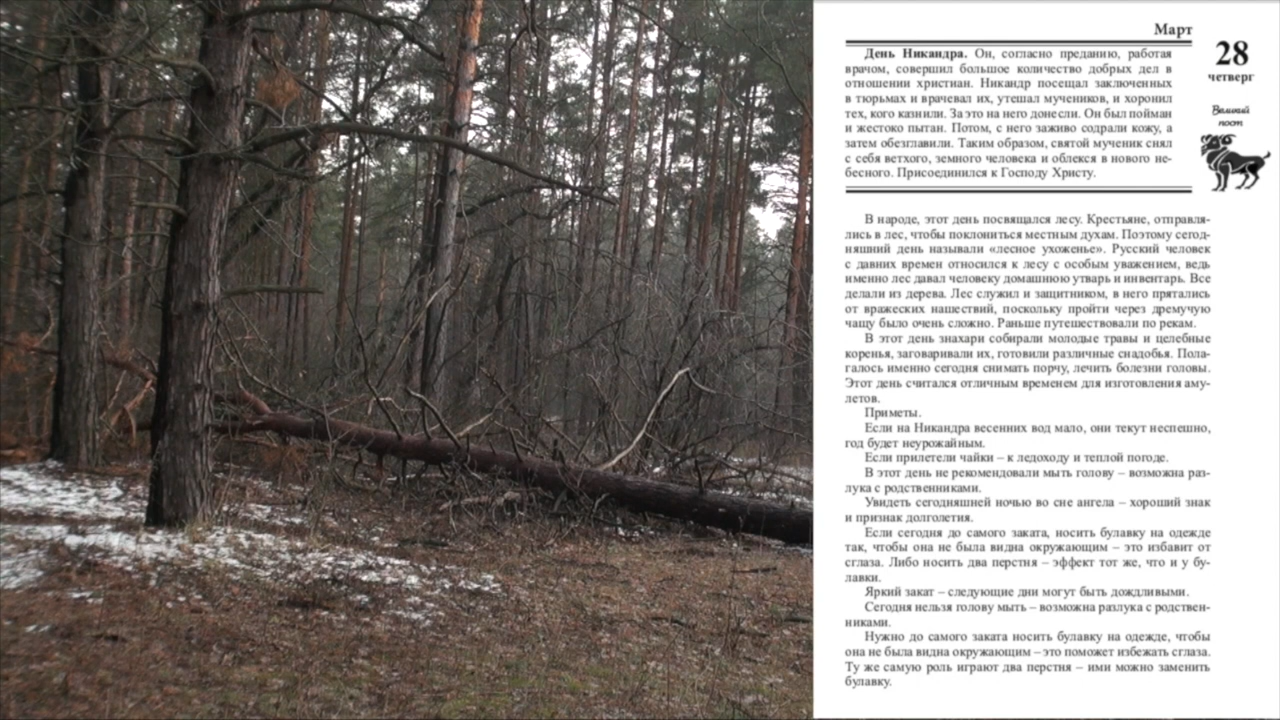 Март
28
четверг
Великий
пост
День Никандра. Он, согласно преданию, работая
врачом, совершил большое количество добрых дел в
отношении христиан. Никандр посещал заключенных
в тюрьмах и врачевал их, утешал мучеников, и хоронил
тех, кого казнили. За это на него донесли. Он был пойман
и жестоко пытан. Потом, с него заживо содрали кожу, а
затем обезглавили. Таким образом, святой мученик снял
с себя ветхого, земного человека и облекся в нового не-
бесного. Присоединился к Господу Христу.
В народе, этот день посвящался лесу. Крестьяне, отправля-
лись в лес, чтобы поклониться местным духам. Поэтому сегод-
няшний день называли «лесное ухоженье». Русский человек
с давних времен относился к лесу с особым уважением, ведь
именно лес давал человеку домашнюю утварь и инвентарь. Все
делали из дерева. Лес служил и защитником, в него прятались
от вражеских нашествий, поскольку пройти через дремучую
чащу было очень сложно. Раньше путешествовали по рекам.
В этот день знахари собирали молодые травы и целебные
коренья, заговаривали их, готовили различные снадобья. Пола-
галось именно сегодня снимать порчу, лечить болезни головы.
Этот день считался отличным временем для изготовления аму-
летов.
Приметы.
Если на Никандра весенних вод мало, они текут неспешно,
год будет неурожайным.
Если прилетели чайки – к ледоходу и теплой погоде.
В этот день не рекомендовали мыть голову – возможна раз-
лука с родственниками.
Увидеть сегодняшней ночью во сне ангела – хороший знак
и признак долголетия.
Если сегодня до самого заката, носить булавку на одежде
так, чтобы она не была видна окружающим – это избавит от
сглаза. Либо носить два перстня – эффект тот же, что и у бу-
лавки.
Яркий закат – следующие дни могут быть дождливыми.
Сегодня нельзя голову мыть – возможна разлука с родствен-
никами.
Нужно до самого заката носить булавку на одежде, чтобы
она не была видна окружающим – это поможет избежать сглаза.
Ту же самую роль играют два перстня – ими можно заменить
булавку.